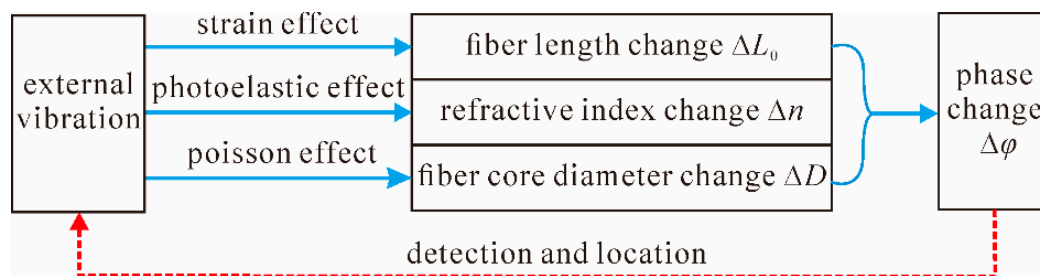 external
vibration
strain effect
photoelastic effect
poisson effect
fiber length change ΔL₀
refractive index change Δn
fiber core diameter change ΔD
phase
change
Δφ
detection and location